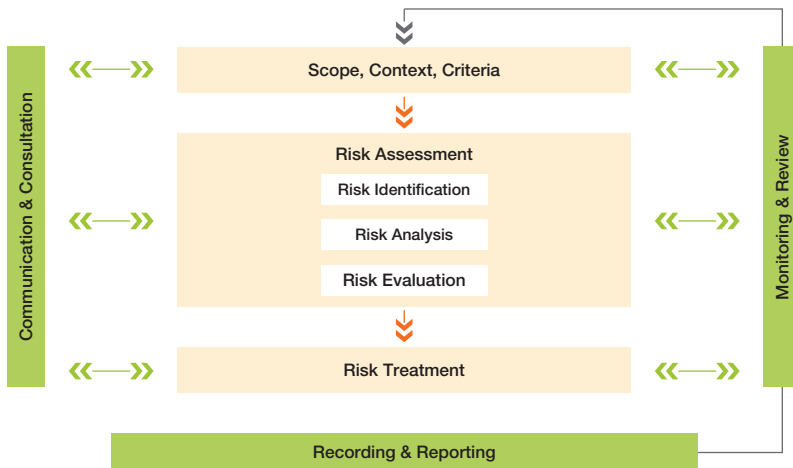 Scope, Context, Criteria
Communication & Consultation
Risk Assessment
Risk Identification
Risk Analysis
Risk Evaluation
Monitoring & Review
Risk Treatment
Recording & Reporting